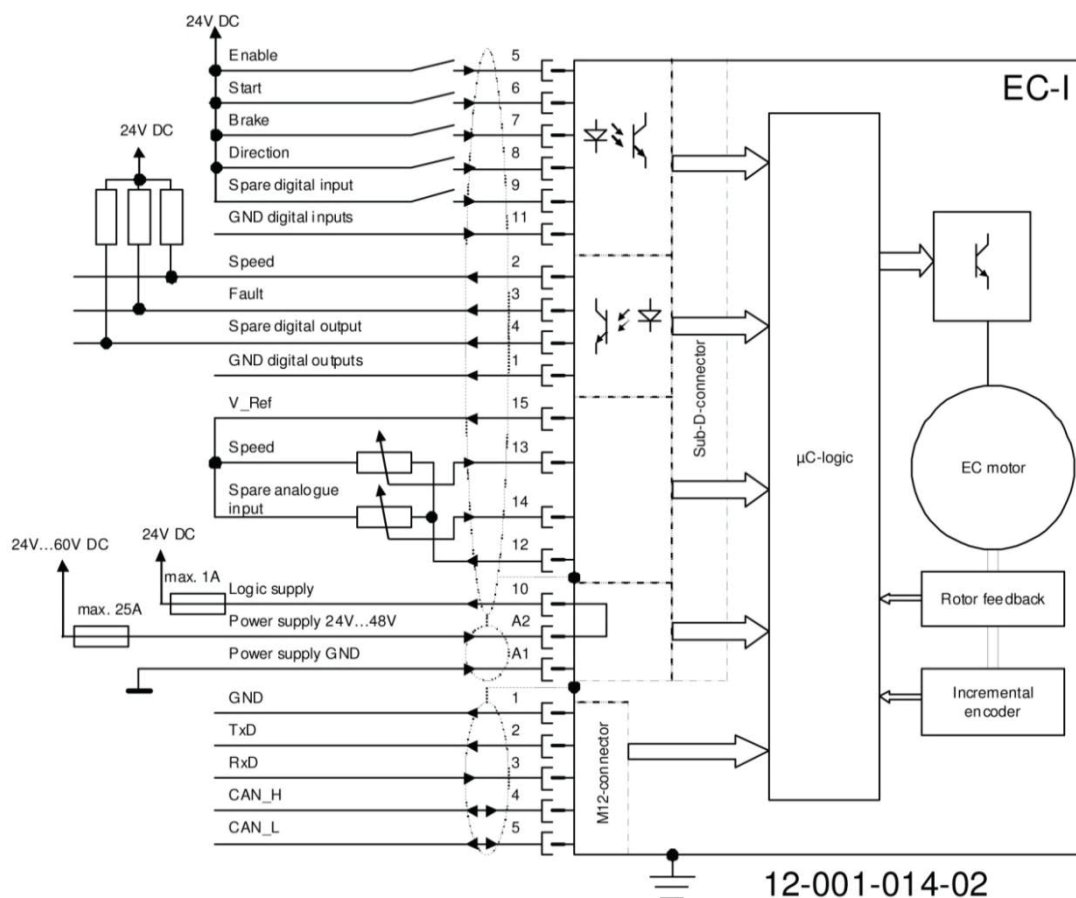 24V DC
Enable
5
Start
6
Brake
7
24V DC
Direction
8
Spare digital input
9
GND digital inputs
11
Speed
2
Fault
3
Spare digital output
4
GND digital outputs
1
V_Ref
15
Speed
13
Spare analogue
input
14
12
24V...60V DC
24V DC
max. 1A
Logic supply
10
max. 25A
Power supply 24V...48V
A2
Power supply GND
A1
GND
1
TxD
2
RxD
3
CAN_H
4
CAN_L
5
EC-I
Sub-D-connector
M12-connector
µC-logic
EC motor
Rotor feedback
Incremental
encoder
12-001-014-02